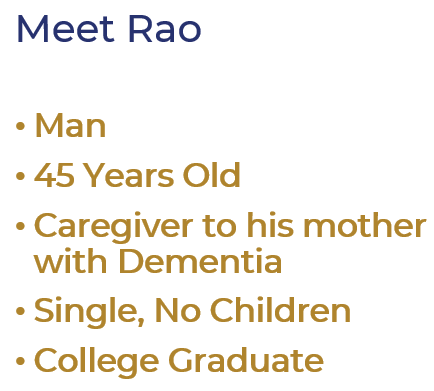 Meet Rao
• Man
• 45 Years Old
• Caregiver to his mother
with Dementia
• Single, No Children
• College Graduate